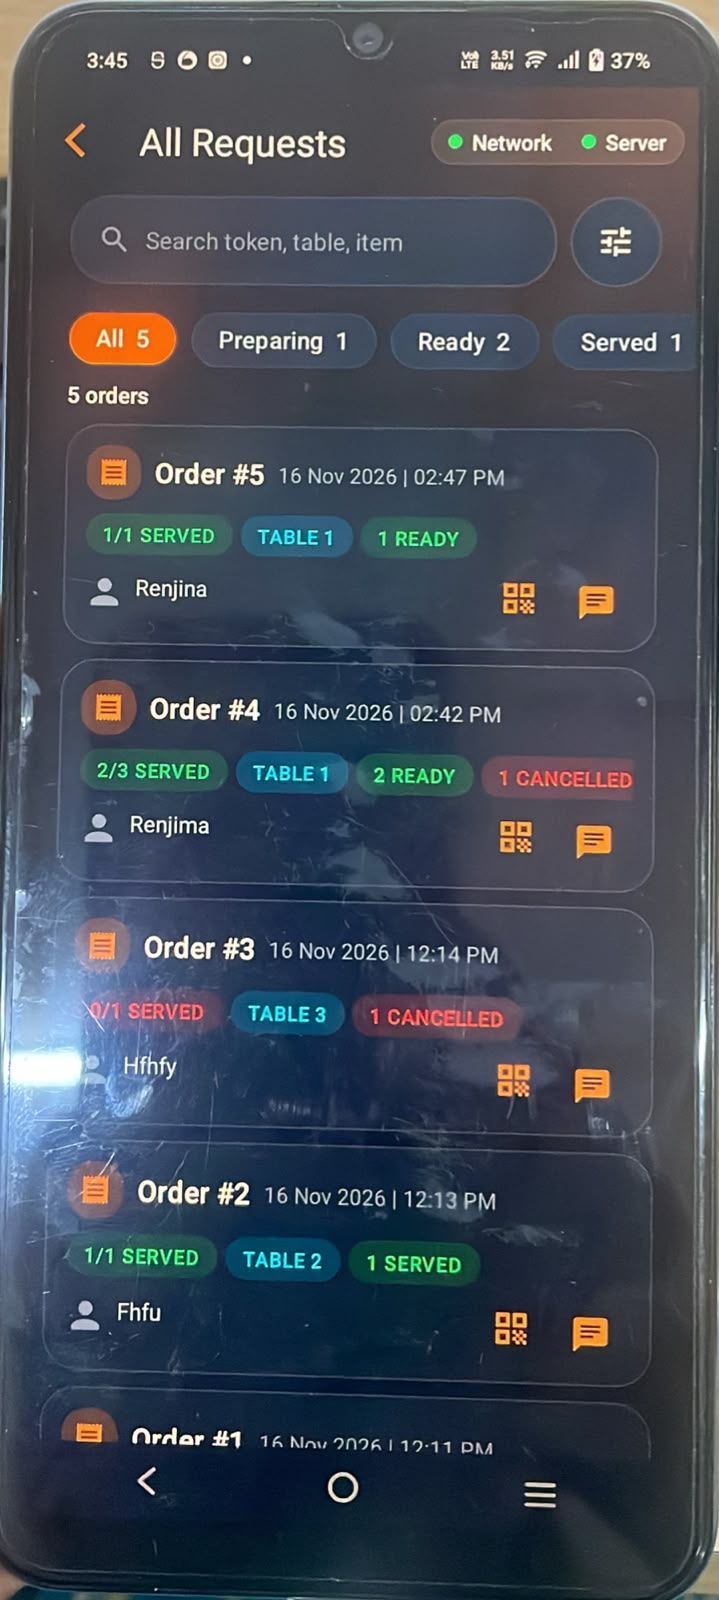 3:45 Vo) LTE 3.51 KB/s 37%
All Requests Network Server
Search token, table, item
All 5 Preparing 1 Ready 2 Served 1
5 orders
Order #5 16 Nov 2026 | 02:47 PM
1/1 SERVED TABLE 1 1 READY
Renjina
Order #4 16 Nov 2026 | 02:42 PM
2/3 SERVED TABLE 1 2 READY 1 CANCELLED
Renjima
Order #3 16 Nov 2026 | 12:14 PM
0/1 SERVED TABLE 3 1 CANCELLED
Hfhfy
Order #2 16 Nov 2026 | 12:13 PM
1/1 SERVED TABLE 2 1 SERVED
Fhfu
Order #1 16 Nov 2026 | 12:11 PM